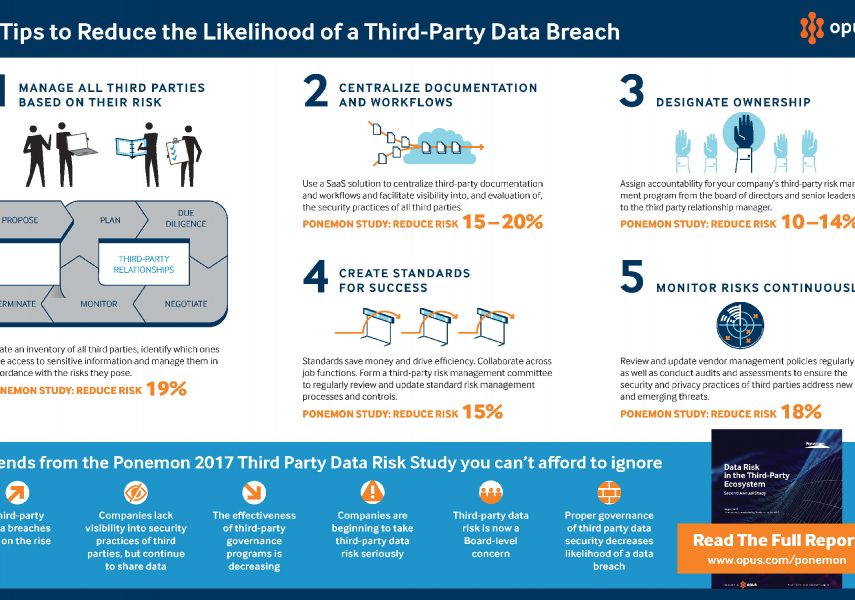 Tips to Reduce the Likelihood of a Third-Party Data Breach
opus
1
MANAGE ALL THIRD PARTIES
BASED ON THEIR RISK
PROPOSE
PLAN
DUE
DILIGENCE
THIRD-PARTY
RELATIONSHIPS
ERMINATE
MONITOR
NEGOTIATE
ate an inventory of all third parties, identify which ones
e access to sensitive information and manage them in
ordance with the risks they pose.
NEMON STUDY: REDUCE RISK 19%
2
CENTRALIZE DOCUMENTATION
AND WORKFLOWS
Use a SaaS solution to centralize third-party documentation
and workflows and facilitate visibility into, and evaluation of,
the security practices of all third parties.
PONEMON STUDY: REDUCE RISK 15–20%
3
DESIGNATE OWNERSHIP
Assign accountability for your company's third-party risk man
ment program from the board of directors and senior leaders
to the third party relationship manager.
PONEMON STUDY: REDUCE RISK 10–14%
4
CREATE STANDARDS
FOR SUCCESS
Standards save money and drive efficiency. Collaborate across
job functions. Form a third-party risk management committee
to regularly review and update standard risk management
processes and controls.
PONEMON STUDY: REDUCE RISK 15%
5
MONITOR RISKS CONTINUOUSL
Review and update vendor management policies regularly
as well as conduct audits and assessments to ensure the
security and privacy practices of third parties address new
and emerging threats.
PONEMON STUDY: REDUCE RISK 18%
ends from the Ponemon 2017 Third Party Data Risk Study you can't afford to ignore
hird-party
a breaches
on the rise
Companies lack
visibility into security
practices of third
parties, but continue
to share data
The effectiveness
of third-party
governance
programs is
decreasing
Companies are
beginning to take
third-party data
risk seriously
Third-party data
risk is now a
Board-level
concern
Proper governance
of third party data
security decreases
likelihood of a data
breach
Ponemon
Data Risk
in the Third-Party
Ecosystem
Second Annual Study
Read The Full Repor
www.opus.com/ponemon
opus